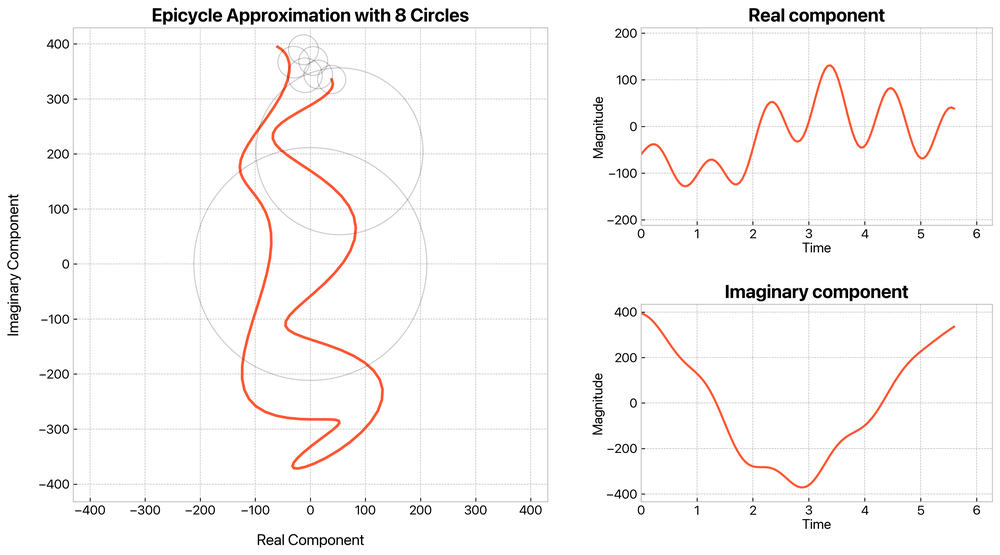 Epicycle Approximation with 8 Circles
400
300
200
100
0
−100
−200
−300
−400
−400 −300 −200 −100 0 100 200 300 400
Imaginary Component
Real Component
Real component
200
100
0
−100
−200
0 1 2 3 4 5 6
Magnitude
Time
Imaginary component
400
200
0
−200
−400
0 1 2 3 4 5 6
Magnitude
Time